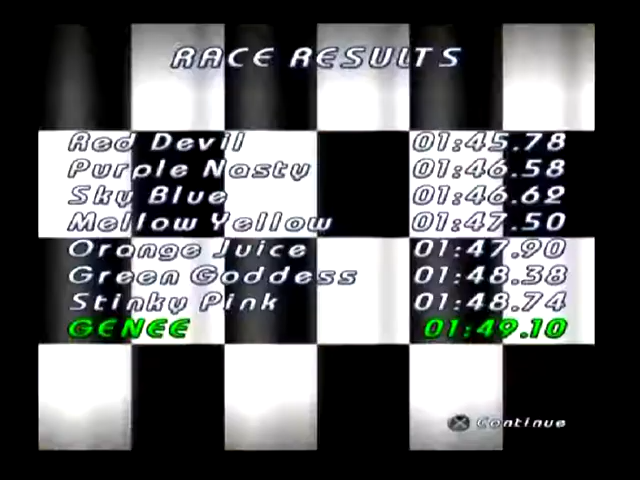 RACE RESULTS
Red Devil 01:45.78
Purple Nasty 01:46.58
Sky Blue 01:46.62
Mellow Yellow 01:47.50
Orange Juice 01:47.90
Green Goddess 01:48.38
Stinky Pink 01:48.74
GENEE 01:49.10
Continue